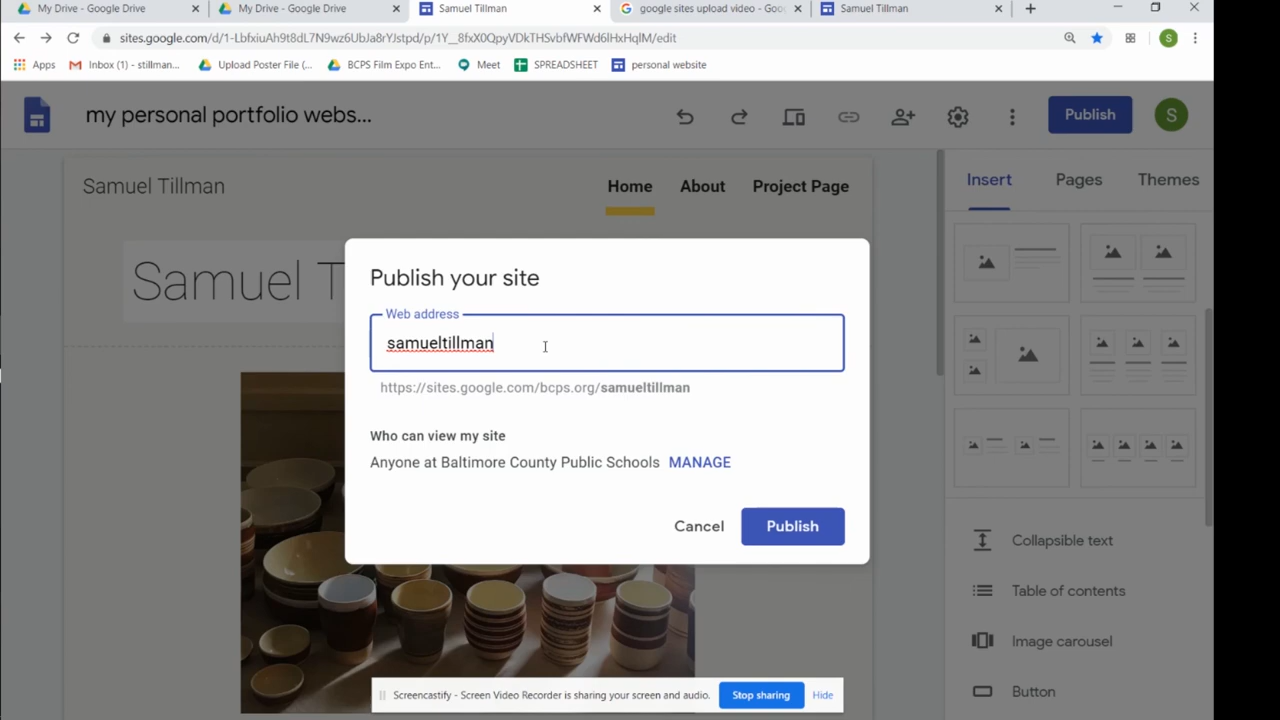 My Drive - Google Drive
My Drive - Google Drive
Samuel Tillman
google sites upload video - Goo
Samuel Tillman
sites.google.com/d/1-LbfxiuAh9t8dL7N9wz6UbJa8rYJstpd/p/1Y__8fxX0QpyVDkTHSvbfWFWd6lHxHqlM/edit
S
Apps
Inbox (1) - stillman...
Upload Poster File (...
BCPS Film Expo Ent...
Meet
SPREADSHEET
personal website
my personal portfolio webs...
Publish
S
Samuel Tillman
Home
About
Project Page
Insert
Pages
Themes
Samuel T
Publish your site
Web address
samueltillman
https://sites.google.com/bcps.org/samueltillman
Who can view my site
Anyone at Baltimore County Public Schools MANAGE
Cancel
Publish
Collapsible text
Table of contents
Image carousel
Button
Screencastify - Screen Video Recorder is sharing your screen and audio.
Stop sharing
Hide